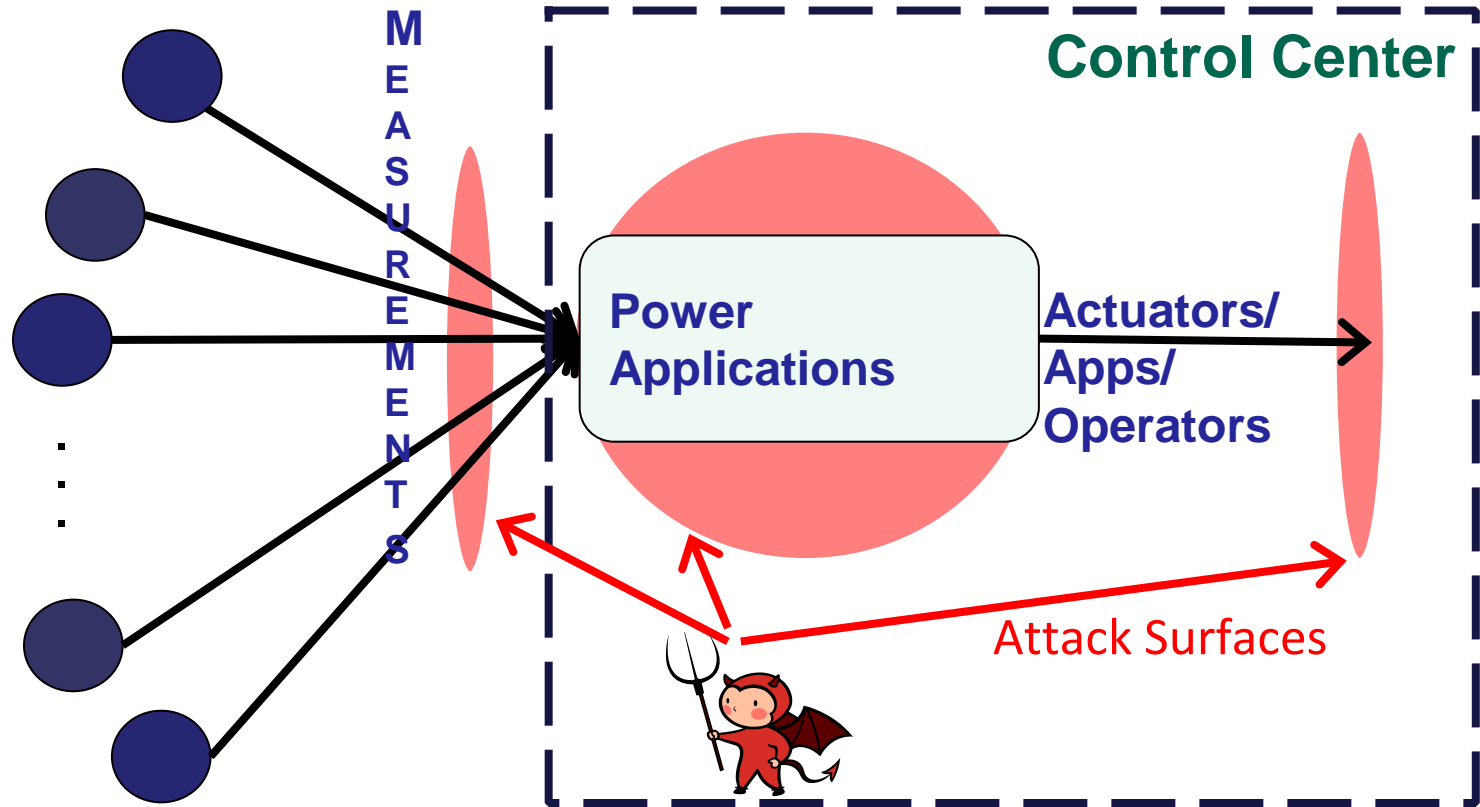 MEASUREMENTS
Control Center
Power
Applications
Actuators/
Apps/
Operators
Attack Surfaces